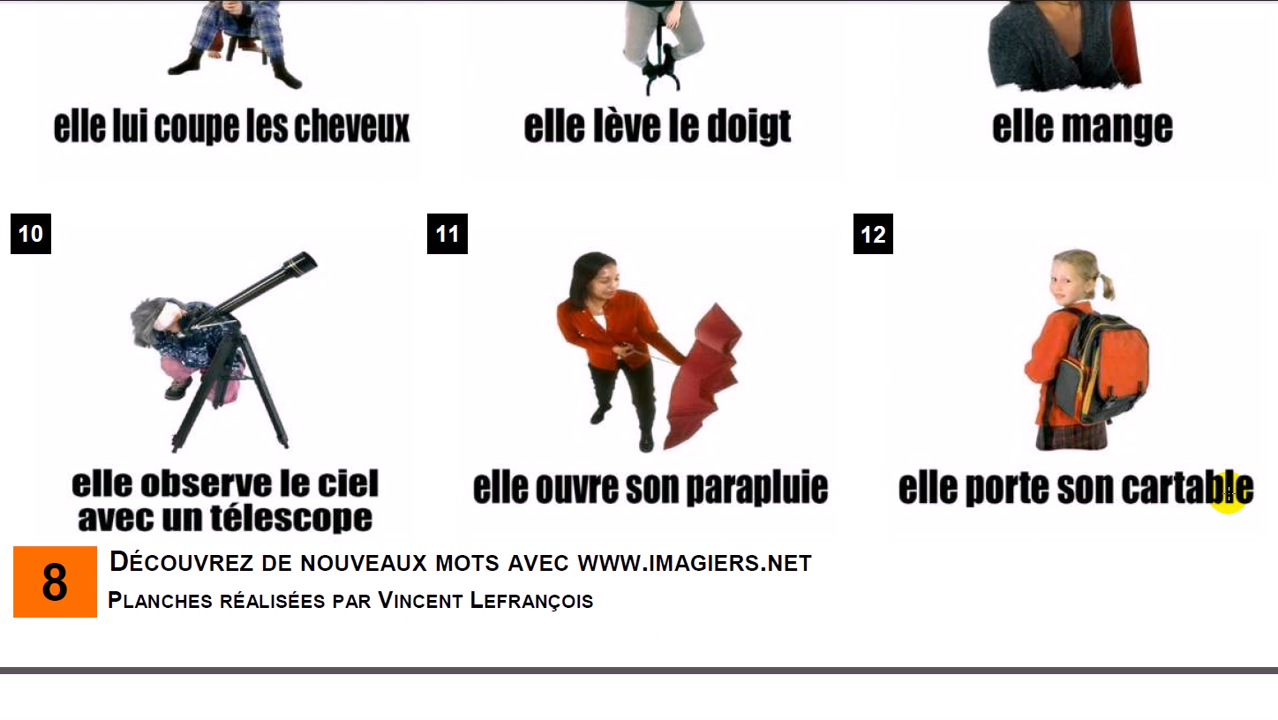 elle lui coupe les cheveux
elle lève le doigt
elle mange
10
11
12
elle observe le ciel
avec un télescope
elle ouvre son parapluie
elle porte son cartable
8
DÉCOUVREZ DE NOUVEAUX MOTS AVEC WWW.IMAGIERS.NET
PLANCHES RÉALISÉES PAR VINCENT LEFRANÇOIS